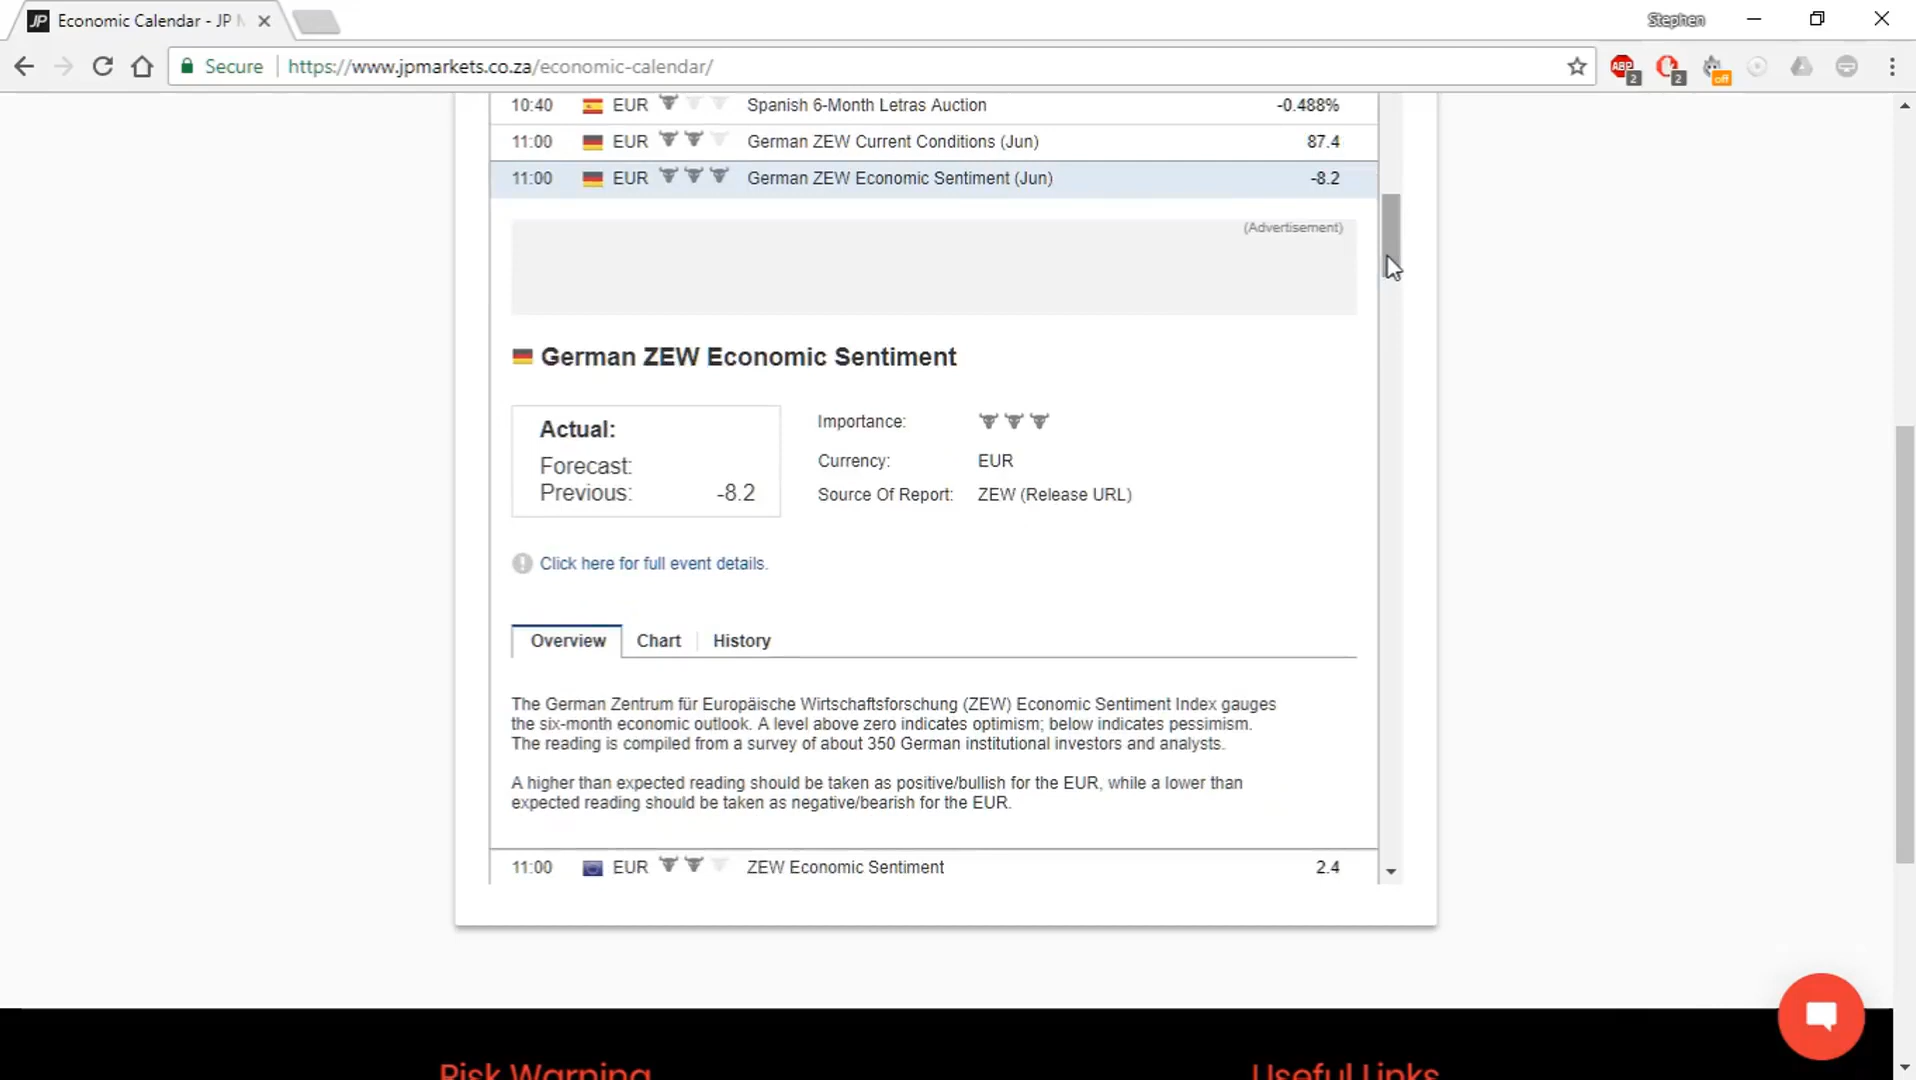 Economic Calendar - JP
Stephen
Secure
https://www.jpmarkets.co.za/economic-calendar/
ABP 2 2 off
10:40 EUR Spanish 6-Month Letras Auction -0.488%
11:00 EUR German ZEW Current Conditions (Jun) 87.4
11:00 EUR German ZEW Economic Sentiment (Jun) -8.2
(Advertisement)
German ZEW Economic Sentiment
Actual:
Forecast:
Previous: -8.2
Importance:
Currency: EUR
Source Of Report: ZEW (Release URL)
Click here for full event details.
Overview Chart History
The German Zentrum für Europäische Wirtschaftsforschung (ZEW) Economic Sentiment Index gauges
the six-month economic outlook. A level above zero indicates optimism; below indicates pessimism.
The reading is compiled from a survey of about 350 German institutional investors and analysts.
A higher than expected reading should be taken as positive/bullish for the EUR, while a lower than
expected reading should be taken as negative/bearish for the EUR.
11:00 EUR ZEW Economic Sentiment 2.4
Risk Warning
Useful Links